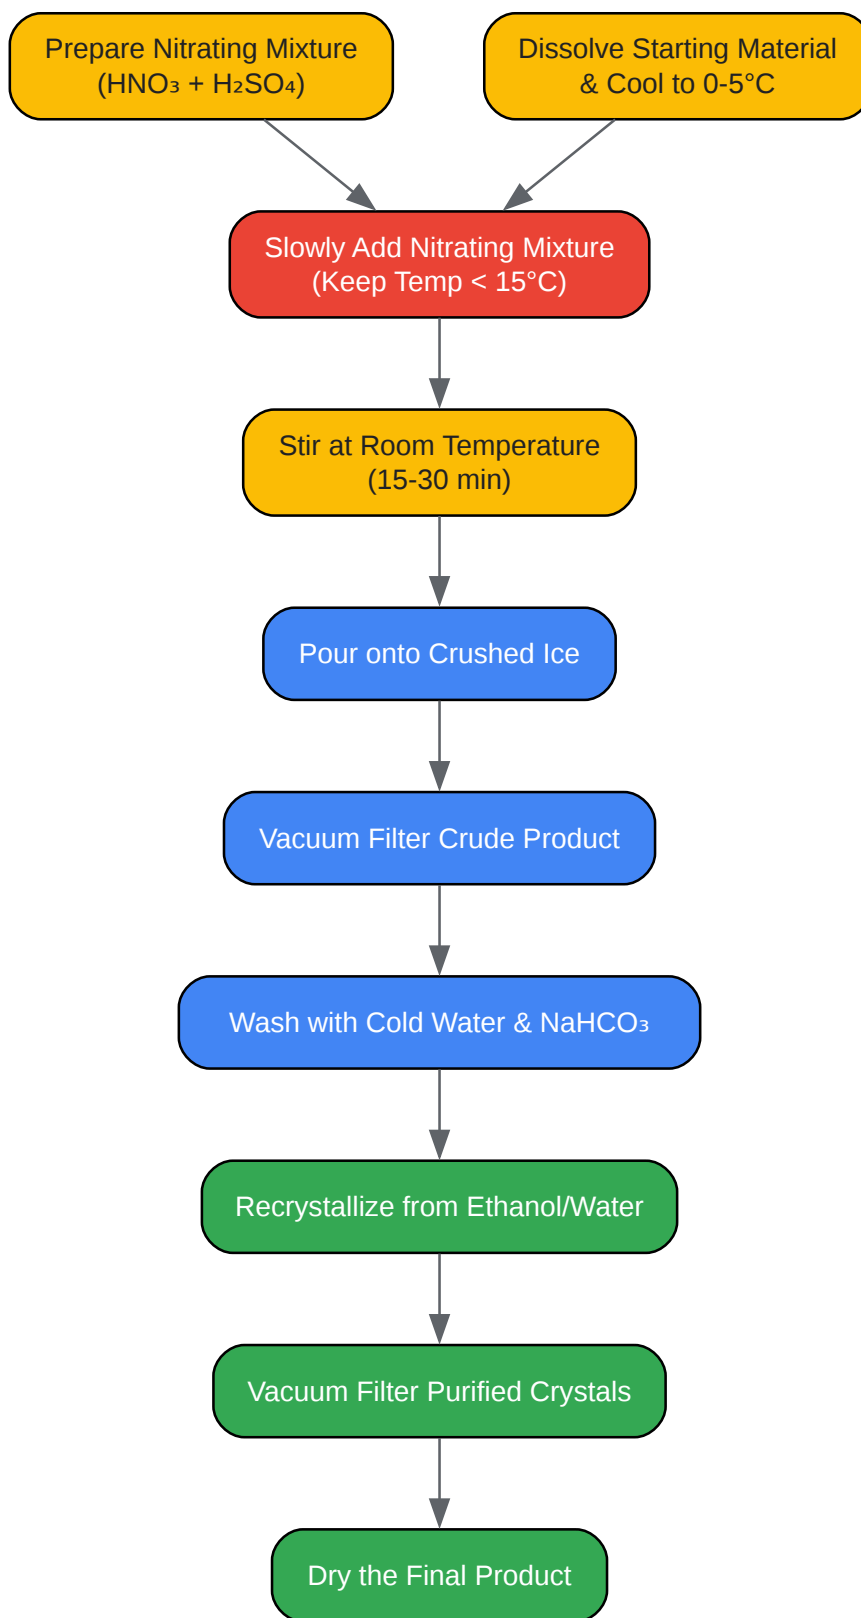 Prepare Nitrating Mixture
(HNO₃ + H₂SO₄)
Dissolve Starting Material
& Cool to 0-5°C
Slowly Add Nitrating Mixture
(Keep Temp < 15°C)
Stir at Room Temperature
(15-30 min)
Pour onto Crushed Ice
Vacuum Filter Crude Product
Wash with Cold Water & NaHCO₃
Recrystallize from Ethanol/Water
Vacuum Filter Purified Crystals
Dry the Final Product